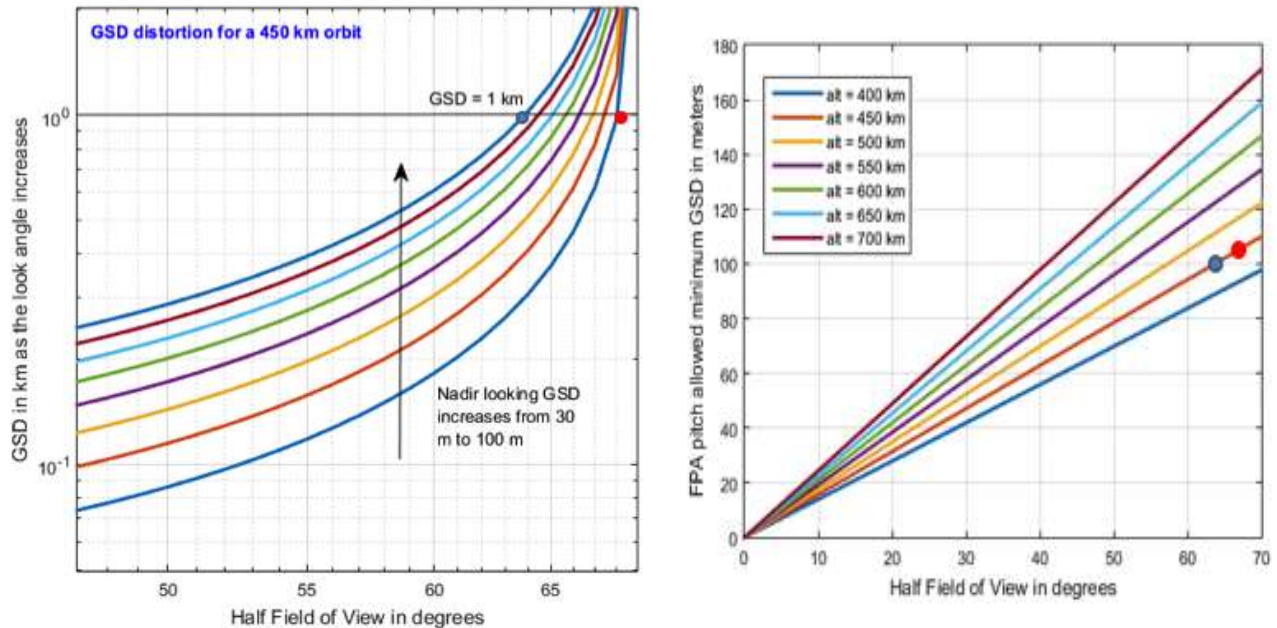 GSD distortion for a 450 km orbit
GSD = 1 km
10^0
10^-1
Nadir looking GSD
increases from 30
m to 100 m
GSD in km as the look angle increases
50
55
60
65
Half Field of View in degrees
180
160
140
120
100
80
60
40
20
0
alt = 400 km
alt = 450 km
alt = 500 km
alt = 550 km
alt = 600 km
alt = 650 km
alt = 700 km
FPA pitch allowed minimum GSD in meters
0
10
20
30
40
50
60
70
Half Field of View in degrees